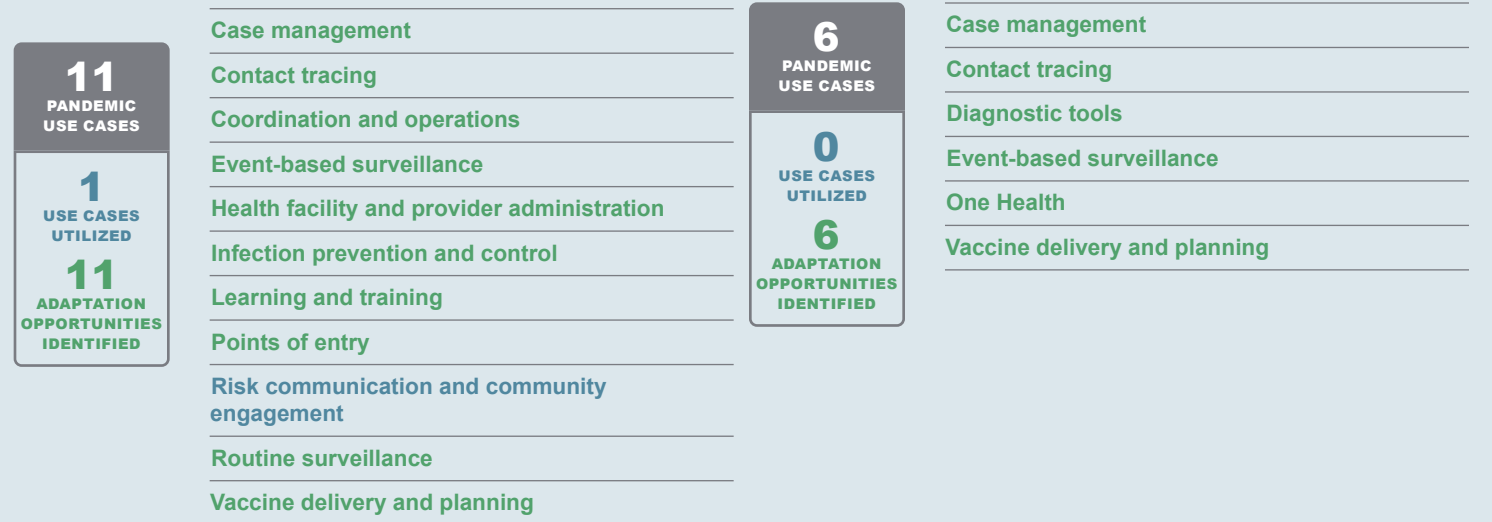 11
PANDEMIC
USE CASES
1
USE CASES
UTILIZED
11
ADAPTATION
OPPORTUNITIES
IDENTIFIED
Case management
Contact tracing
Coordination and operations
Event-based surveillance
Health facility and provider administration
Infection prevention and control
Learning and training
Points of entry
Risk communication and community
engagement
Routine surveillance
Vaccine delivery and planning
6
PANDEMIC
USE CASES
0
USE CASES
UTILIZED
6
ADAPTATION
OPPORTUNITIES
IDENTIFIED
Case management
Contact tracing
Diagnostic tools
Event-based surveillance
One Health
Vaccine delivery and planning